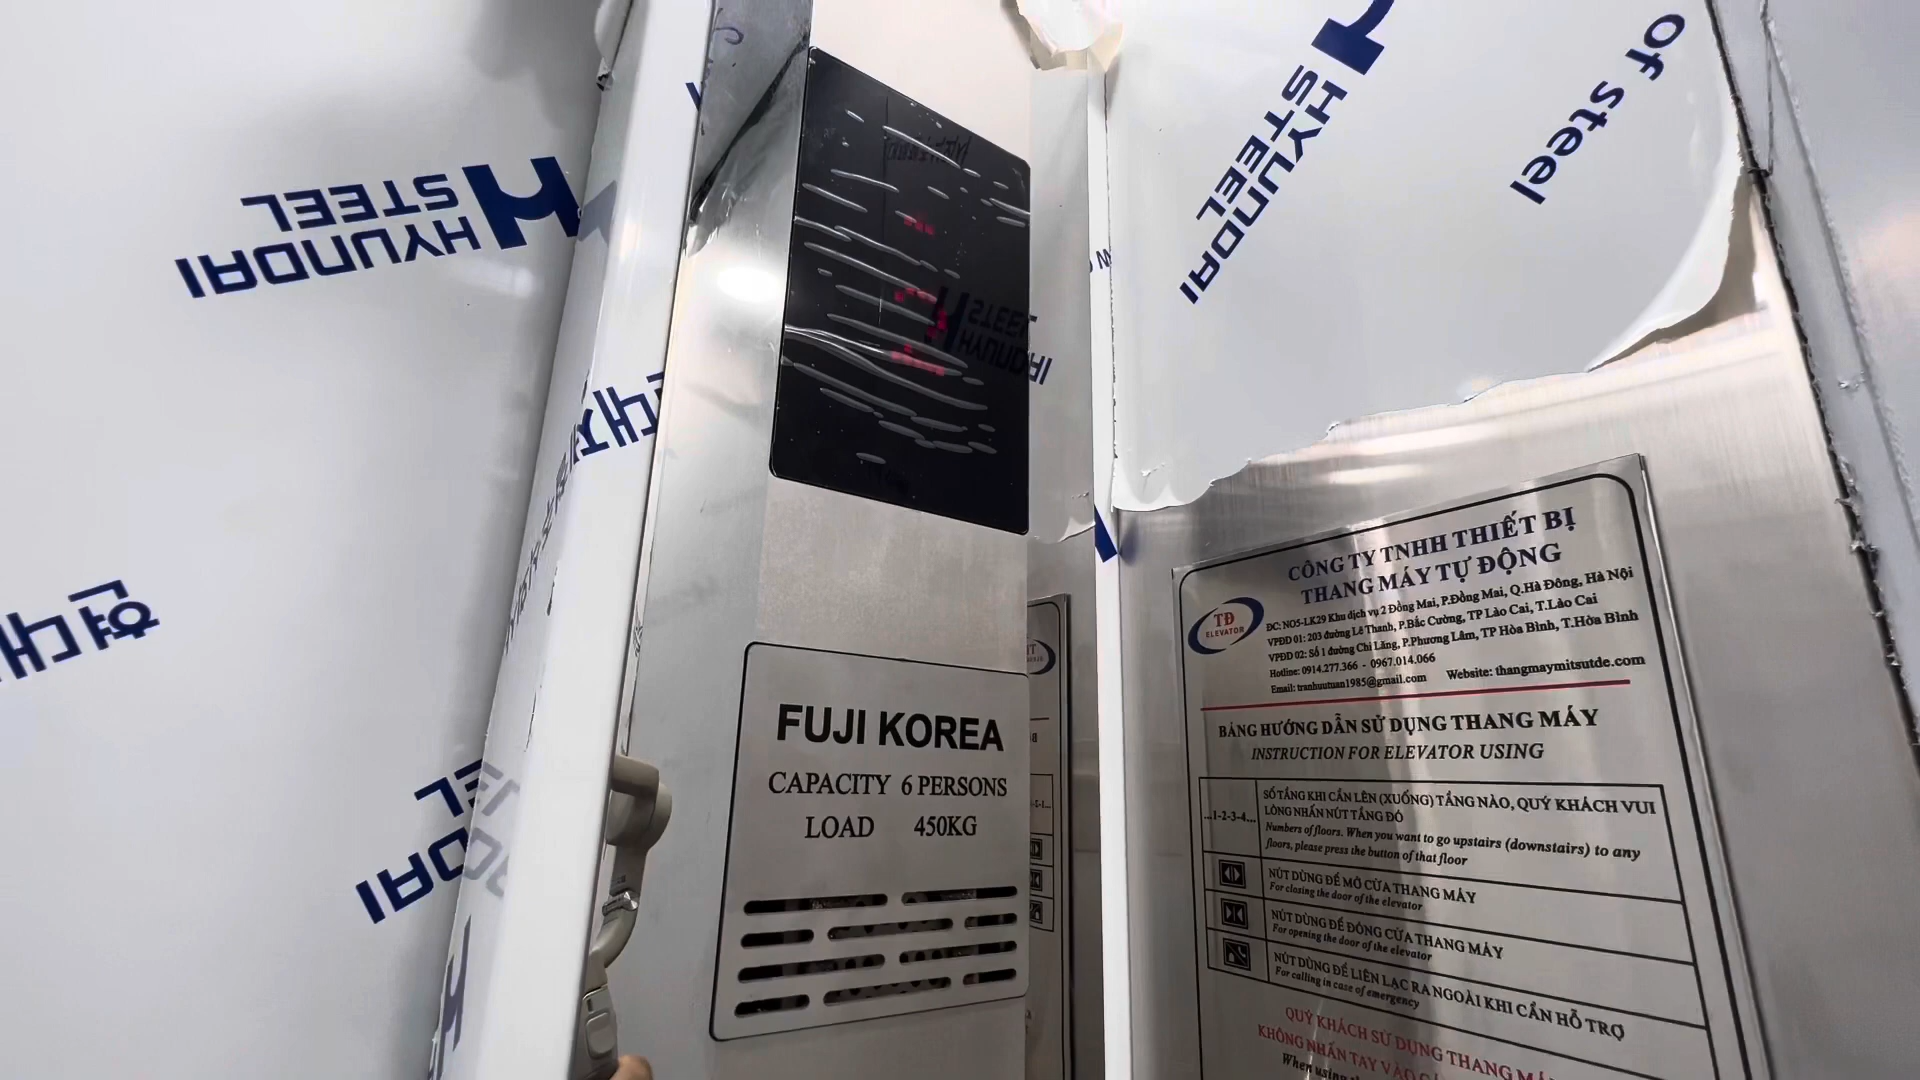 HYUNDAI
STEEL
현대
HYUNDAI
STEEL
HYUNDAI
STEEL
of steel
HYUNDAI
STEEL
FUJI KOREA
CAPACITY 6 PERSONS
LOAD 450KG
TĐ
ELEVATOR
CÔNG TY TNHH THIẾT BỊ
THANG MÁY TỰ ĐỘNG
ĐC: NO5-LK29 Khu dịch vụ 2 Đồng Mai, P.Đồng Mai, Q.Hà Đông, Hà Nội
VPĐD 01: 203 đường Lê Thanh, P.Bắc Cường, TP Lào Cai, T.Lào Cai
VPĐD 02: Số 1 đường Chi Lăng, P.Phương Lâm, TP Hòa Bình, T.Hòa Bình
Hotline: 0914.277.366 - 0967.014.066
Email: tranhuutuan1985@gmail.com Website: thangmaymitsutde.com
BẢNG HƯỚNG DẪN SỬ DỤNG THANG MÁY
INSTRUCTION FOR ELEVATOR USING
...1-2-3-4...
SỐ TẦNG KHI CẦN LÊN (XUỐNG) TẦNG NÀO, QUÝ KHÁCH VUI
LÒNG NHẤN NÚT TẦNG ĐÓ
Numbers of floors. When you want to go upstairs (downstairs) to any
floors, please press the button of that floor
NÚT DÙNG ĐỂ MỞ CỬA THANG MÁY
For closing the door of the elevator
NÚT DÙNG ĐỂ ĐÓNG CỬA THANG MÁY
For opening the door of the elevator
NÚT DÙNG ĐỂ LIÊN LẠC RA NGOÀI KHI CẦN HỖ TRỢ
For calling in case of emergency
QUÝ KHÁCH SỬ DỤNG THANG MÁY
KHÔNG NHẤN TAY VÀO
When using